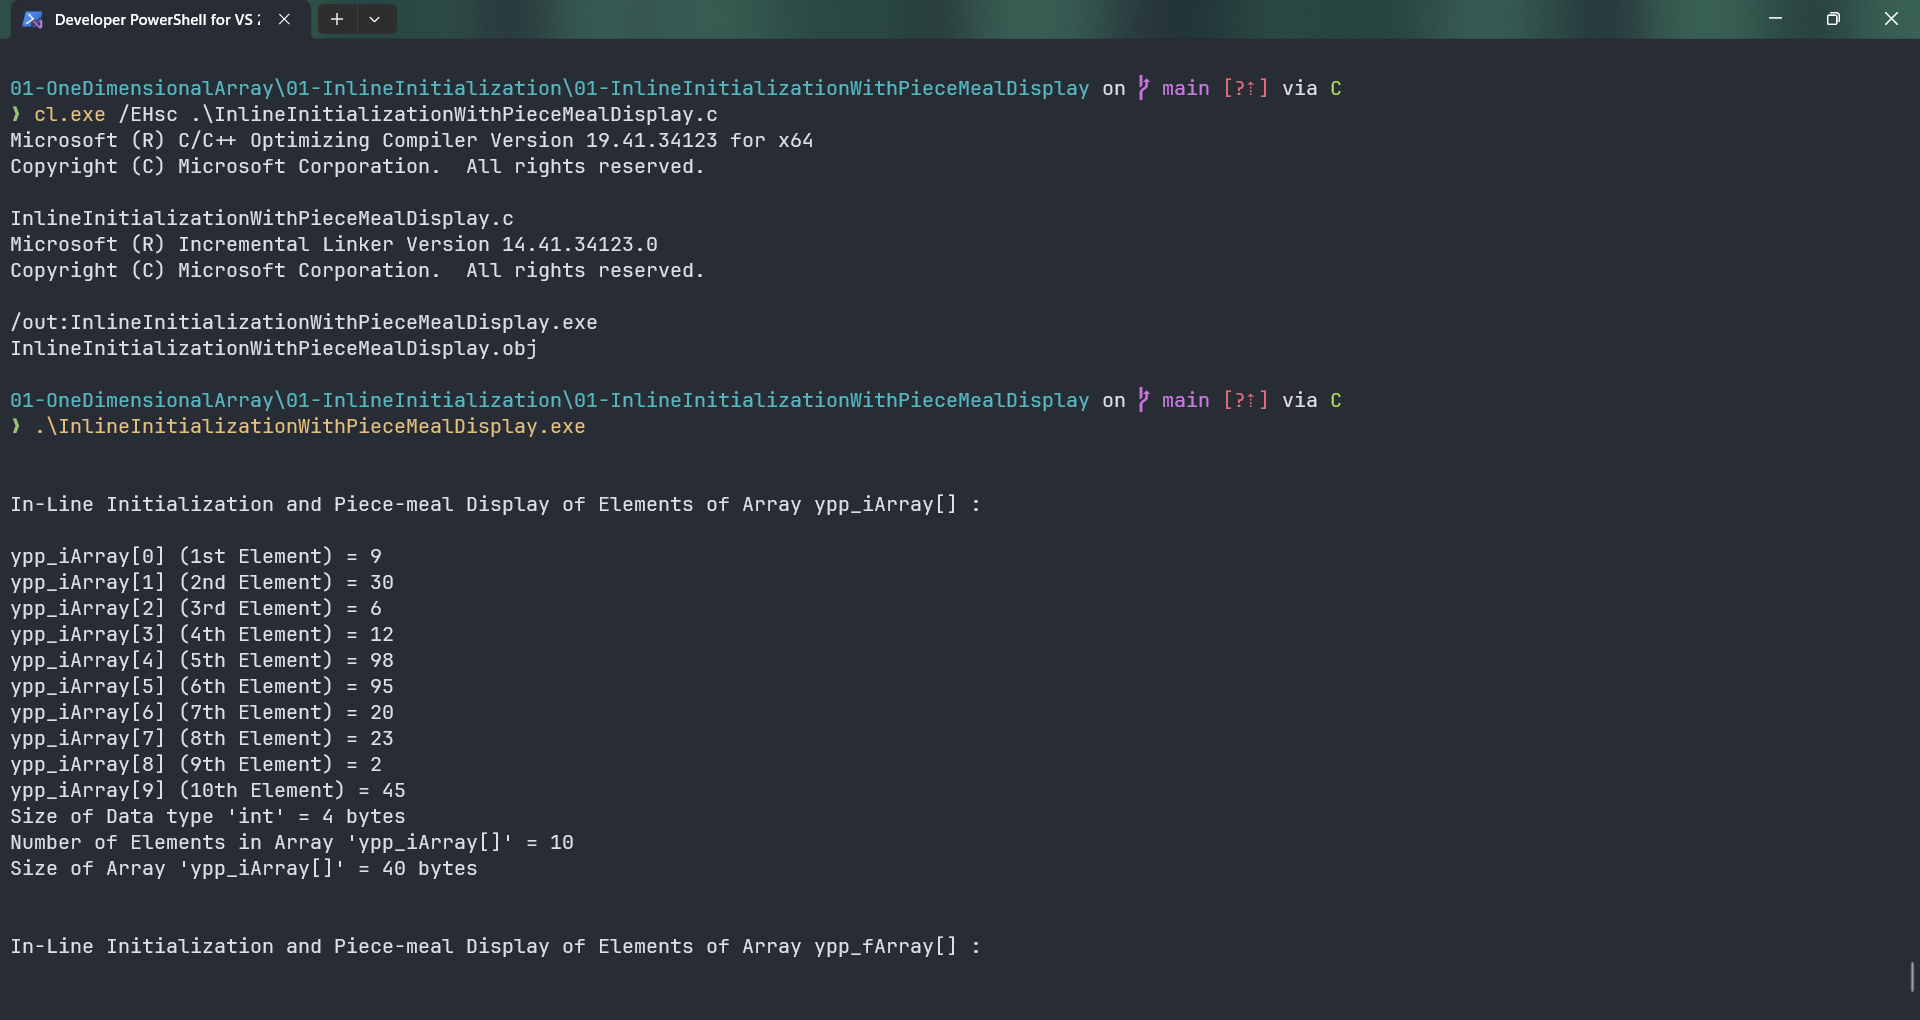 Developer PowerShell for VS 2
01-OneDimensionalArray\01-InlineInitialization\01-InlineInitializationWithPieceMealDisplay on main [?⇡] via C
❯ cl.exe /EHsc .\InlineInitializationWithPieceMealDisplay.c
Microsoft (R) C/C++ Optimizing Compiler Version 19.41.34123 for x64
Copyright (C) Microsoft Corporation.  All rights reserved.
InlineInitializationWithPieceMealDisplay.c
Microsoft (R) Incremental Linker Version 14.41.34123.0
Copyright (C) Microsoft Corporation.  All rights reserved.
/out:InlineInitializationWithPieceMealDisplay.exe
InlineInitializationWithPieceMealDisplay.obj
01-OneDimensionalArray\01-InlineInitialization\01-InlineInitializationWithPieceMealDisplay on main [?⇡] via C
❯ .\InlineInitializationWithPieceMealDisplay.exe
In-Line Initialization and Piece-meal Display of Elements of Array ypp_iArray[] :
ypp_iArray[0] (1st Element) = 9
ypp_iArray[1] (2nd Element) = 30
ypp_iArray[2] (3rd Element) = 6
ypp_iArray[3] (4th Element) = 12
ypp_iArray[4] (5th Element) = 98
ypp_iArray[5] (6th Element) = 95
ypp_iArray[6] (7th Element) = 20
ypp_iArray[7] (8th Element) = 23
ypp_iArray[8] (9th Element) = 2
ypp_iArray[9] (10th Element) = 45
Size of Data type 'int' = 4 bytes
Number of Elements in Array 'ypp_iArray[]' = 10
Size of Array 'ypp_iArray[]' = 40 bytes
In-Line Initialization and Piece-meal Display of Elements of Array ypp_fArray[] :